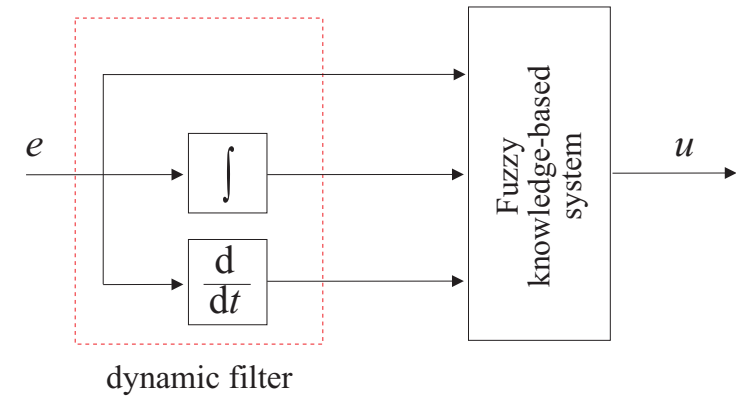 e
∫
d
dt
dynamic filter
Fuzzy
knowledge-based
system
u